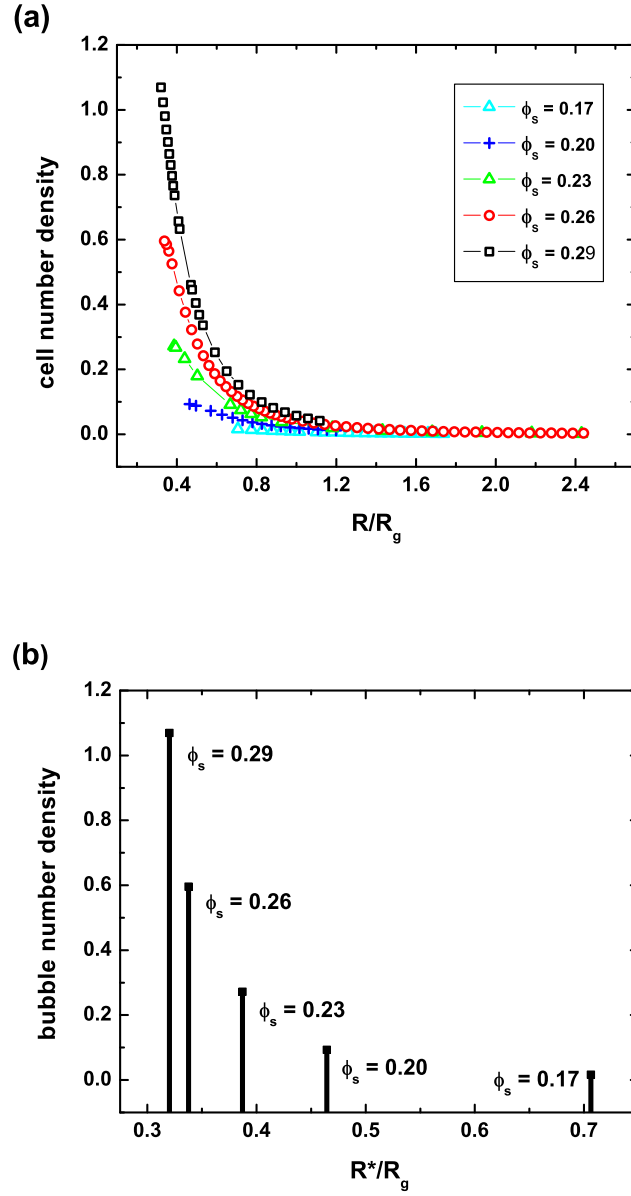 (a)
1.2
1.0
0.8
0.6
0.4
0.2
0.0
cell number density
ϕs = 0.17
ϕs = 0.20
ϕs = 0.23
ϕs = 0.26
ϕs = 0.29
0.4 0.8 1.2 1.6 2.0 2.4
R/Rg
(b)
1.2
1.0
0.8
0.6
0.4
0.2
0.0
bubble number density
ϕs = 0.29
ϕs = 0.26
ϕs = 0.23
ϕs = 0.20
ϕs = 0.17
0.3 0.4 0.5 0.6 0.7
R*/Rg